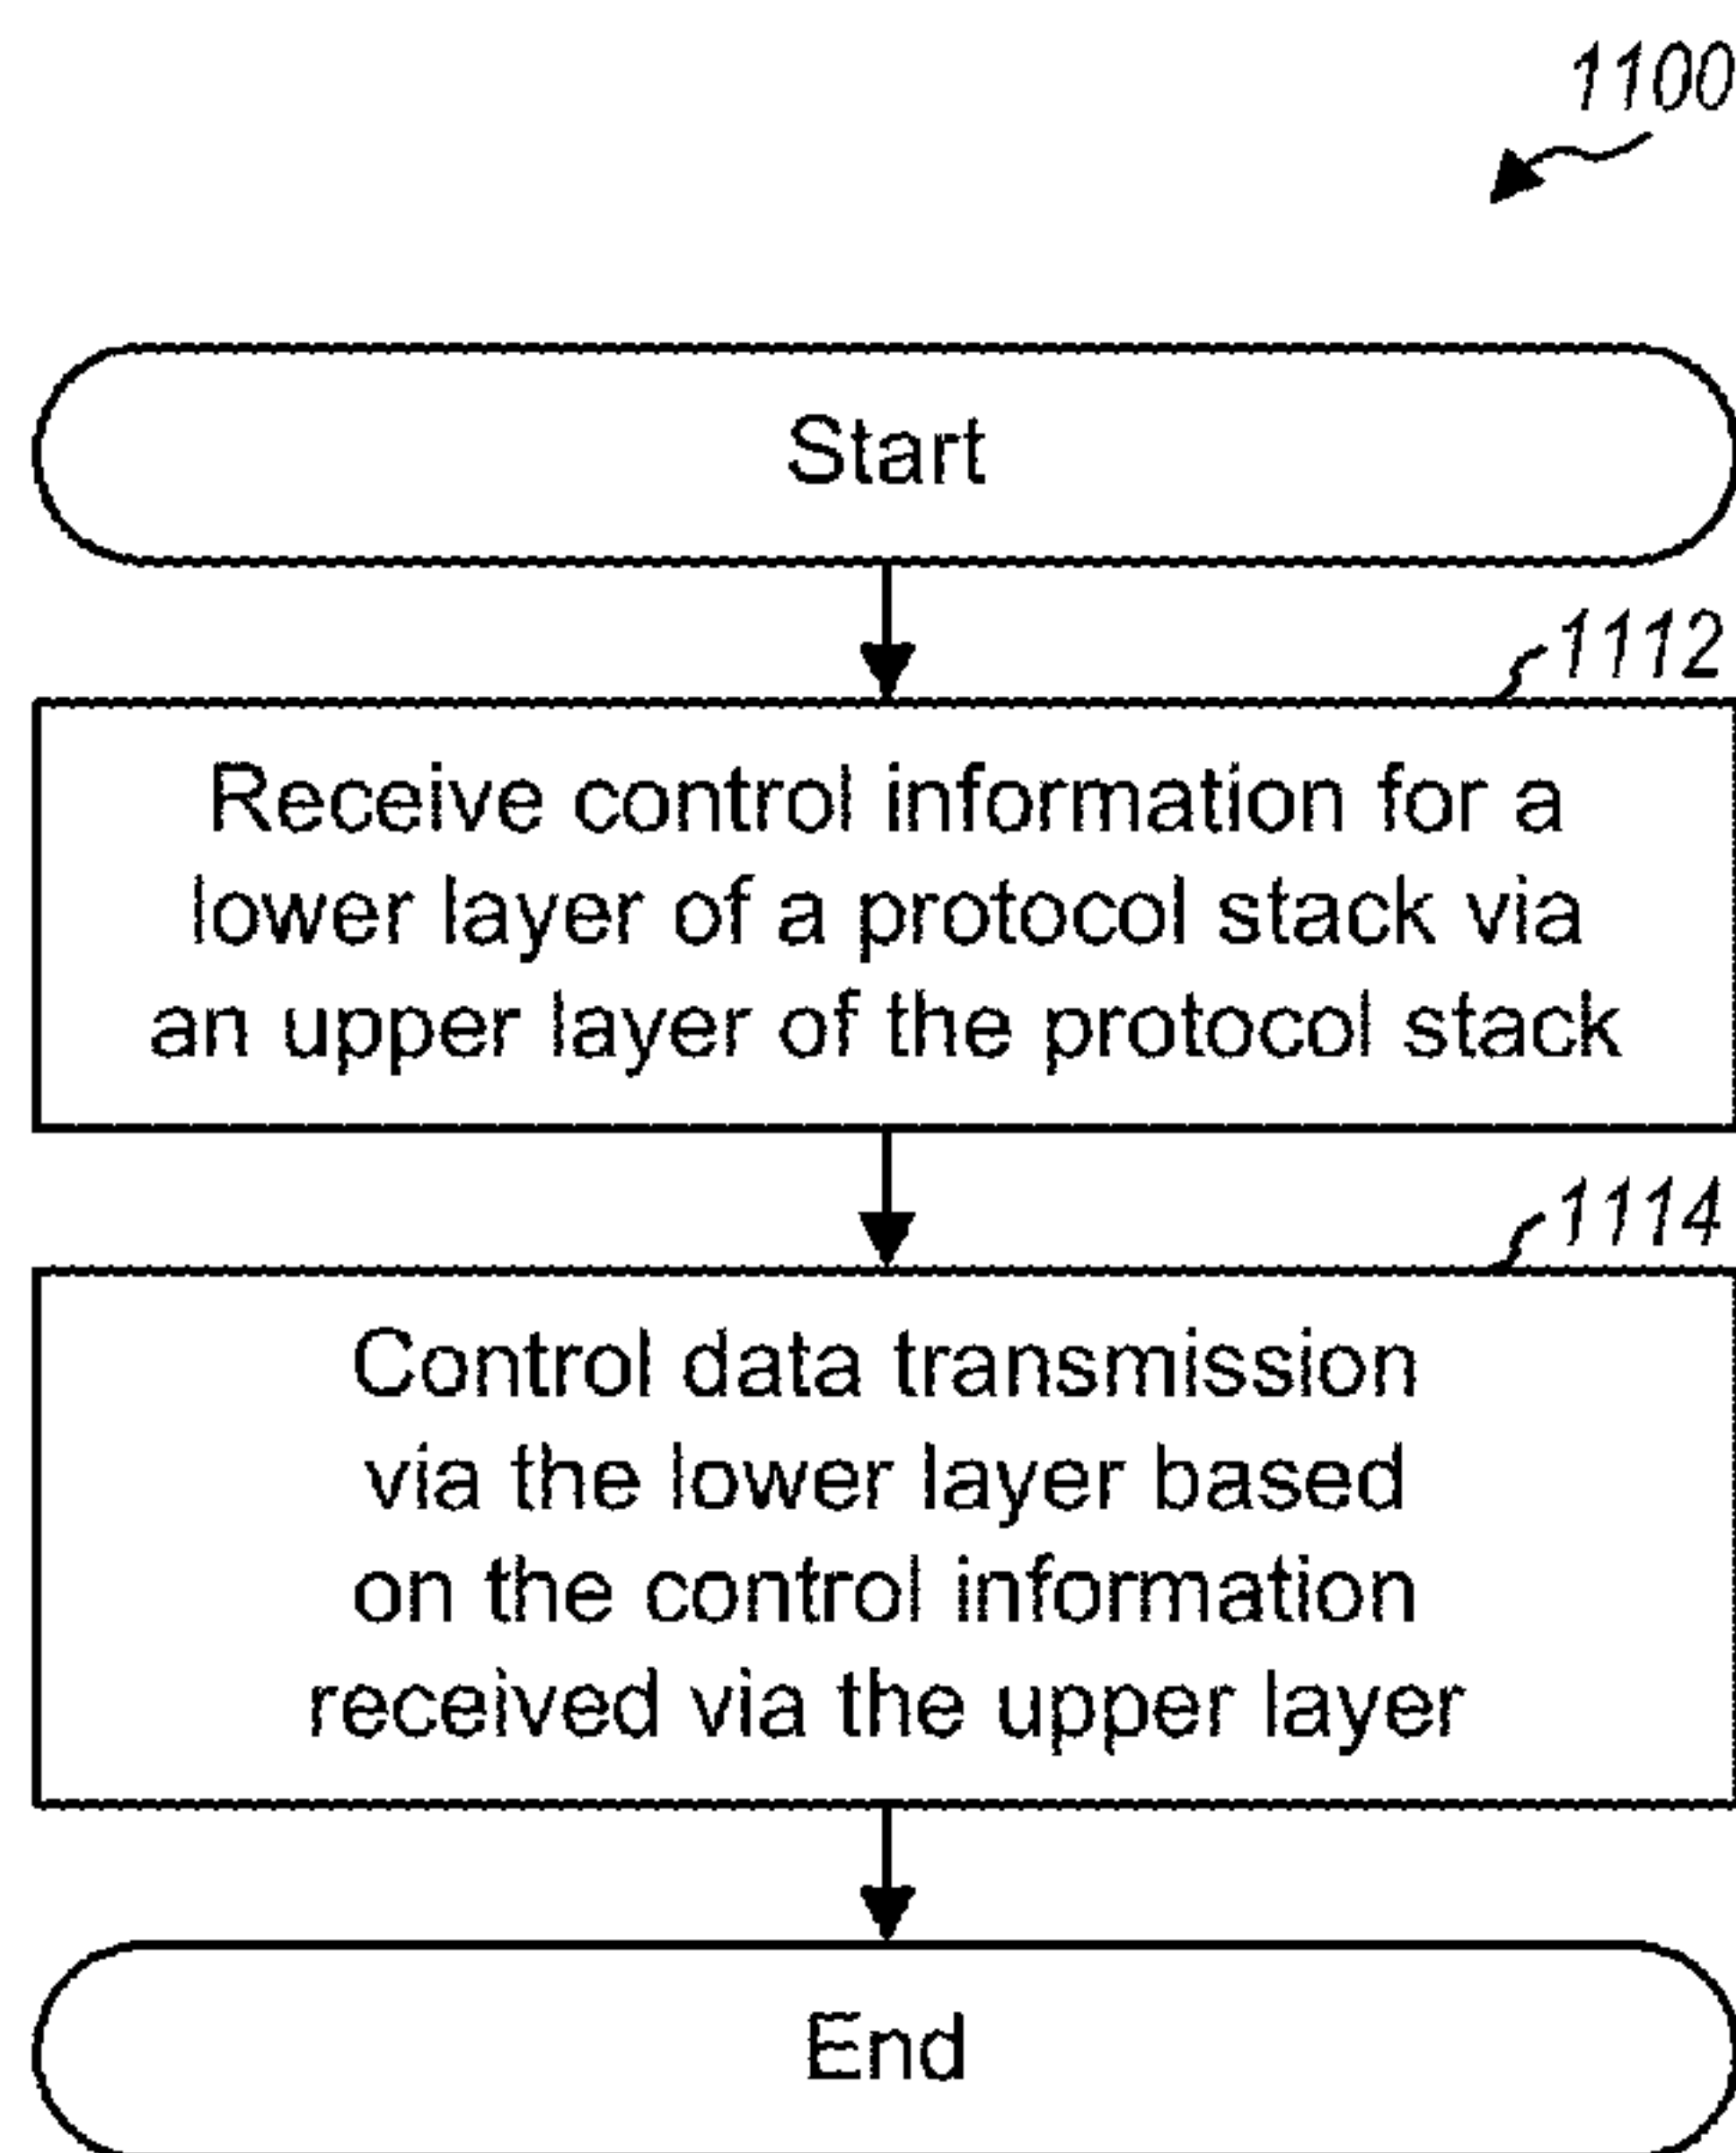 1100
Start
1112
Receive control information for a
lower layer of a protocol stack via
an upper layer of the protocol stack
1114
Control data transmission
via the lower layer based
on the control information
received via the upper layer
End